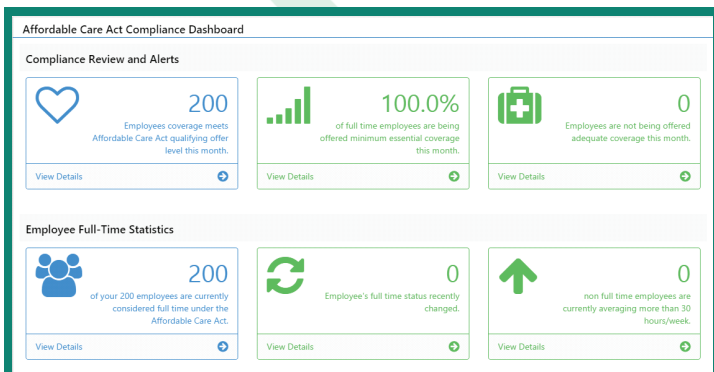 Affordable Care Act Compliance Dashboard
Compliance Review and Alerts
200
Employees coverage meets
Affordable Care Act qualifying offer
level this month.
View Details
100.0%
of full time employees are being
offered minimum essential coverage
this month.
View Details
0
Employees are not being offered
adequate coverage this month.
View Details
Employee Full-Time Statistics
200
of your 200 employees are currently
considered full time under the
Affordable Care Act.
View Details
0
Employee's full time status recently
changed.
View Details
0
non full time employees are
currently averaging more than 30
hours/week.
View Details